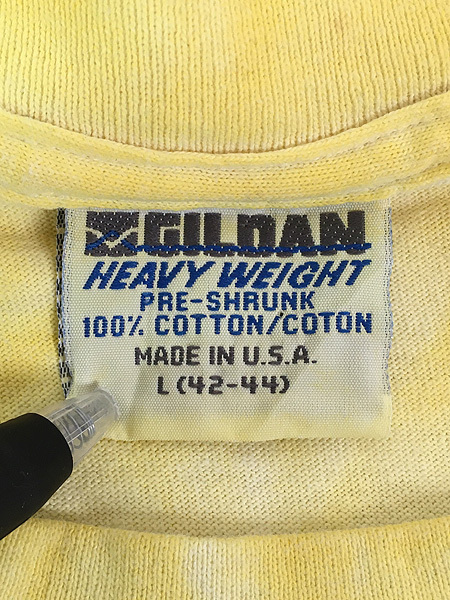 GILDAN
HEAVY WEIGHT
PRE-SHRUNK
100% COTTON/COTON
MADE IN U.S.A.
L (42-44)